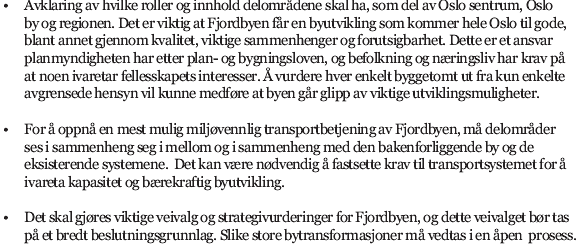 • Avklaring av hvilke roller og innhold delområdene skal ha, som del av Oslo sentrum, Oslo
by og regionen. Det er viktig at Fjordbyen får en byutvikling som kommer hele Oslo til gode,
blant annet gjennom kvalitet, viktige sammenhenger og forutsigbarhet. Dette er et ansvar
planmyndigheten har etter plan- og bygningsloven, og befolkning og næringsliv har krav på
at noen ivaretar fellesskapets interesser. Å vurdere hver enkelt byggetomt ut fra kun enkelte
avgrensede hensyn vil kunne medføre at byen går glipp av viktige utviklingsmuligheter.
• For å oppnå en mest mulig miljøvennlig transportbetjening av Fjordbyen, må delområder
ses i sammenheng seg i mellom og i sammenheng med den bakenforliggende by og de
eksisterende systemene. Det kan være nødvendig å fastsette krav til transportsystemet for å
ivareta kapasitet og bærekraftig byutvikling.
• Det skal gjøres viktige veivalg og strategivurderinger for Fjordbyen, og dette veivalget bør tas
på et bredt beslutningsgrunnlag. Slike store bytransformasjoner må vedtas i en åpen prosess.